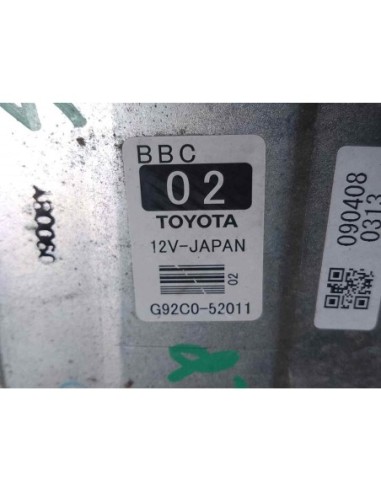 BBC
02
TOYOTA
12V-JAPAN
02
G92C0-52011
090408
0313